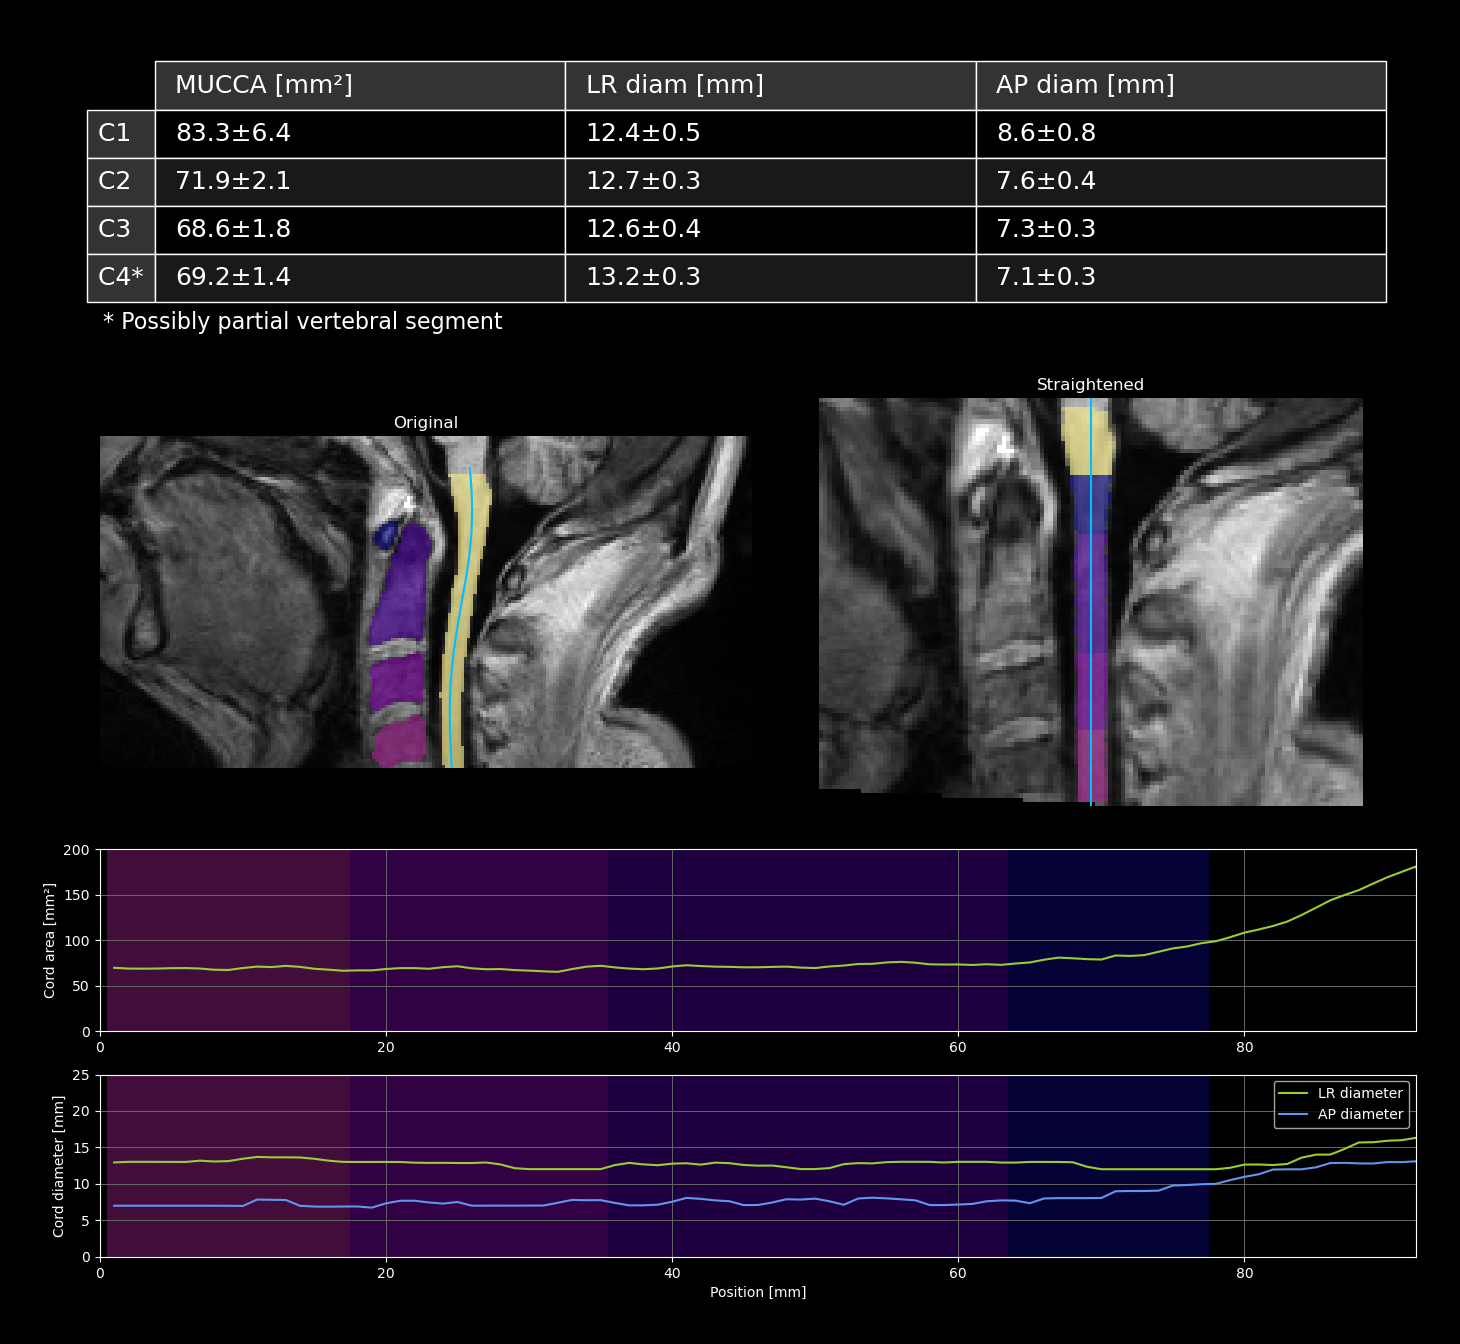 MUCCA [mm²] LR diam [mm] AP diam [mm]
C1 83.3±6.4 12.4±0.5 8.6±0.8
C2 71.9±2.1 12.7±0.3 7.6±0.4
C3 68.6±1.8 12.6±0.4 7.3±0.3
C4* 69.2±1.4 13.2±0.3 7.1±0.3
* Possibly partial vertebral segment
Original
Straightened
Cord area [mm²]
200
150
100
50
0
0 20 40 60 80
Cord diameter [mm]
25
20
15
10
5
0
LR diameter
AP diameter
0 20 40 60 80
Position [mm]